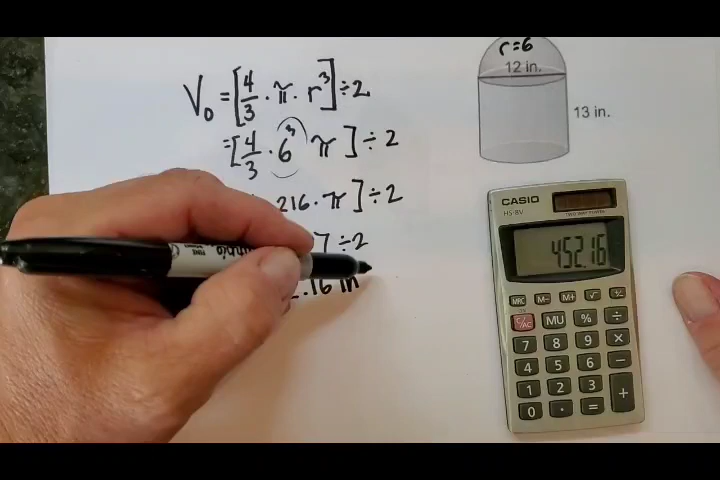 V₀ = [4/3 · π · r³] ÷ 2
= [4/3 · 6³ π ] ÷ 2
216 · π ] ÷ 2
7 ÷ 2
.16 in
r=6
12 in.
13 in.
CASIO
HS-8V
TWO WAY POWER
452.16
MRC M- M+ √ +/-
C/AC MU % ÷
7 8 9 ×
4 5 6 −
1 2 3 +
0 . =